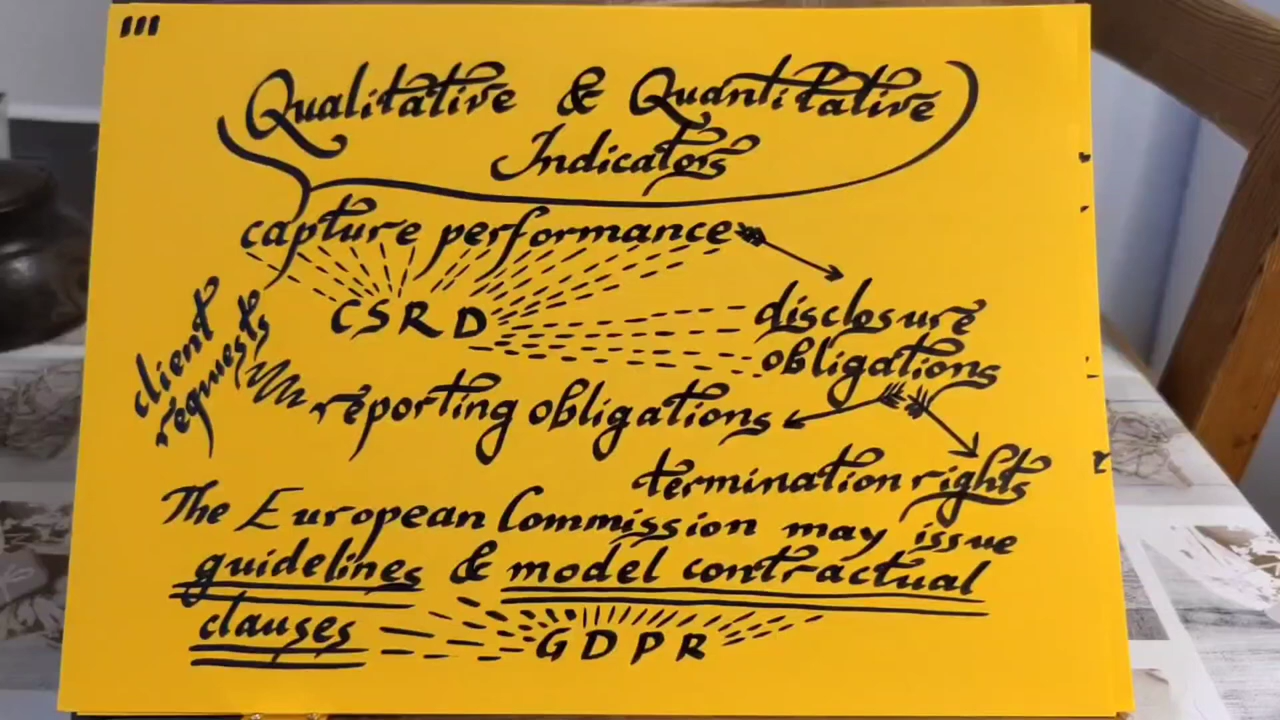 III
Qualitative & Quantitative
Indicators
capture performance
CSRD
disclosure
obligations
client
requests
reporting obligations
termination rights
The European Commission may issue
guidelines & model contractual
clauses
GDPR